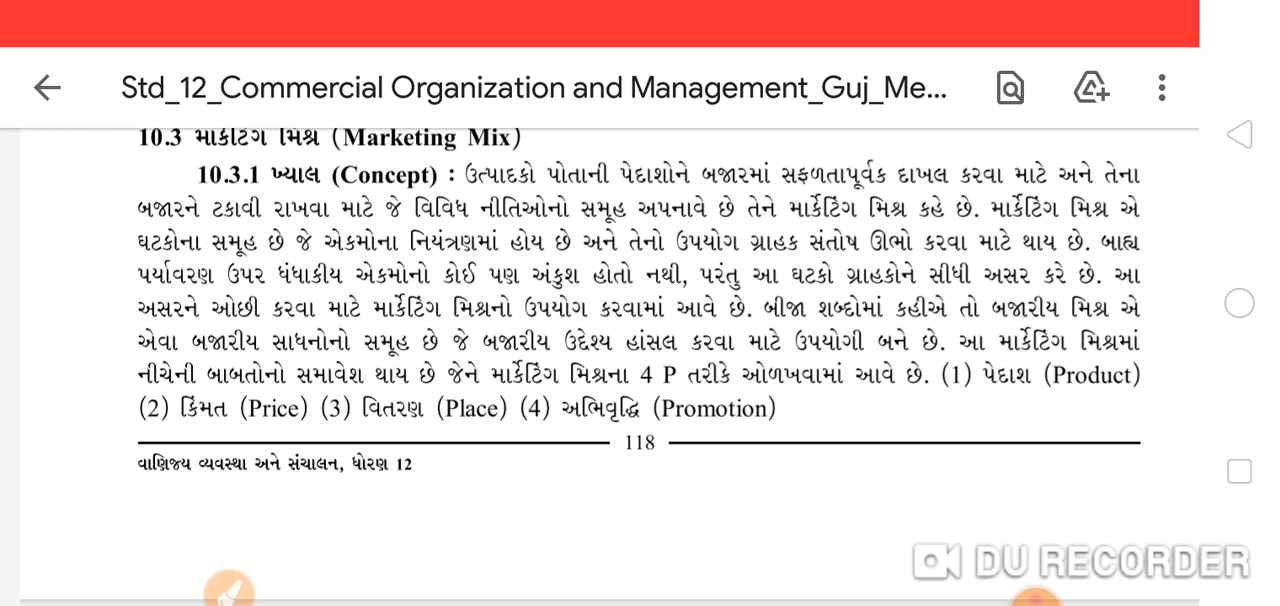 Std_12_Commercial Organization and Management_Guj_Me...
10.3 માર્કેટિંગ મિશ્ર (Marketing Mix)
10.3.1 ખ્યાલ (Concept) : ઉત્પાદકો પોતાની પેદાશોને બજારમાં સફળતાપૂર્વક દાખલ કરવા માટે અને તેના
બજારને ટકાવી રાખવા માટે જે વિવિધ નીતિઓનો સમૂહ અપનાવે છે તેને માર્કેટિંગ મિશ્ર કહે છે. માર્કેટિંગ મિશ્ર એ
ઘટકોના સમૂહ છે જે એકમોના નિયંત્રણમાં હોય છે અને તેનો ઉપયોગ ગ્રાહક સંતોષ ઊભો કરવા માટે થાય છે. બાહ્ય
પર્યાવરણ ઉપર ધંધાકીય એકમોનો કોઈ પણ અંકુશ હોતો નથી, પરંતુ આ ઘટકો ગ્રાહકોને સીધી અસર કરે છે. આ
અસરને ઓછી કરવા માટે માર્કેટિંગ મિશ્રનો ઉપયોગ કરવામાં આવે છે. બીજા શબ્દોમાં કહીએ તો બજારીય મિશ્ર એ
એવા બજારીય સાધનોનો સમૂહ છે જે બજારીય ઉદ્દેશ્ય હાંસલ કરવા માટે ઉપયોગી બને છે. આ માર્કેટિંગ મિશ્રમાં
નીચેની બાબતોનો સમાવેશ થાય છે જેને માર્કેટિંગ મિશ્રના 4 P તરીકે ઓળખવામાં આવે છે. (1) પેદાશ (Product)
(2) કિંમત (Price) (3) વિતરણ (Place) (4) અભિવૃદ્ધિ (Promotion)
118
વાણિજ્ય વ્યવસ્થા અને સંચાલન, ધોરણ 12
DU RECORDER